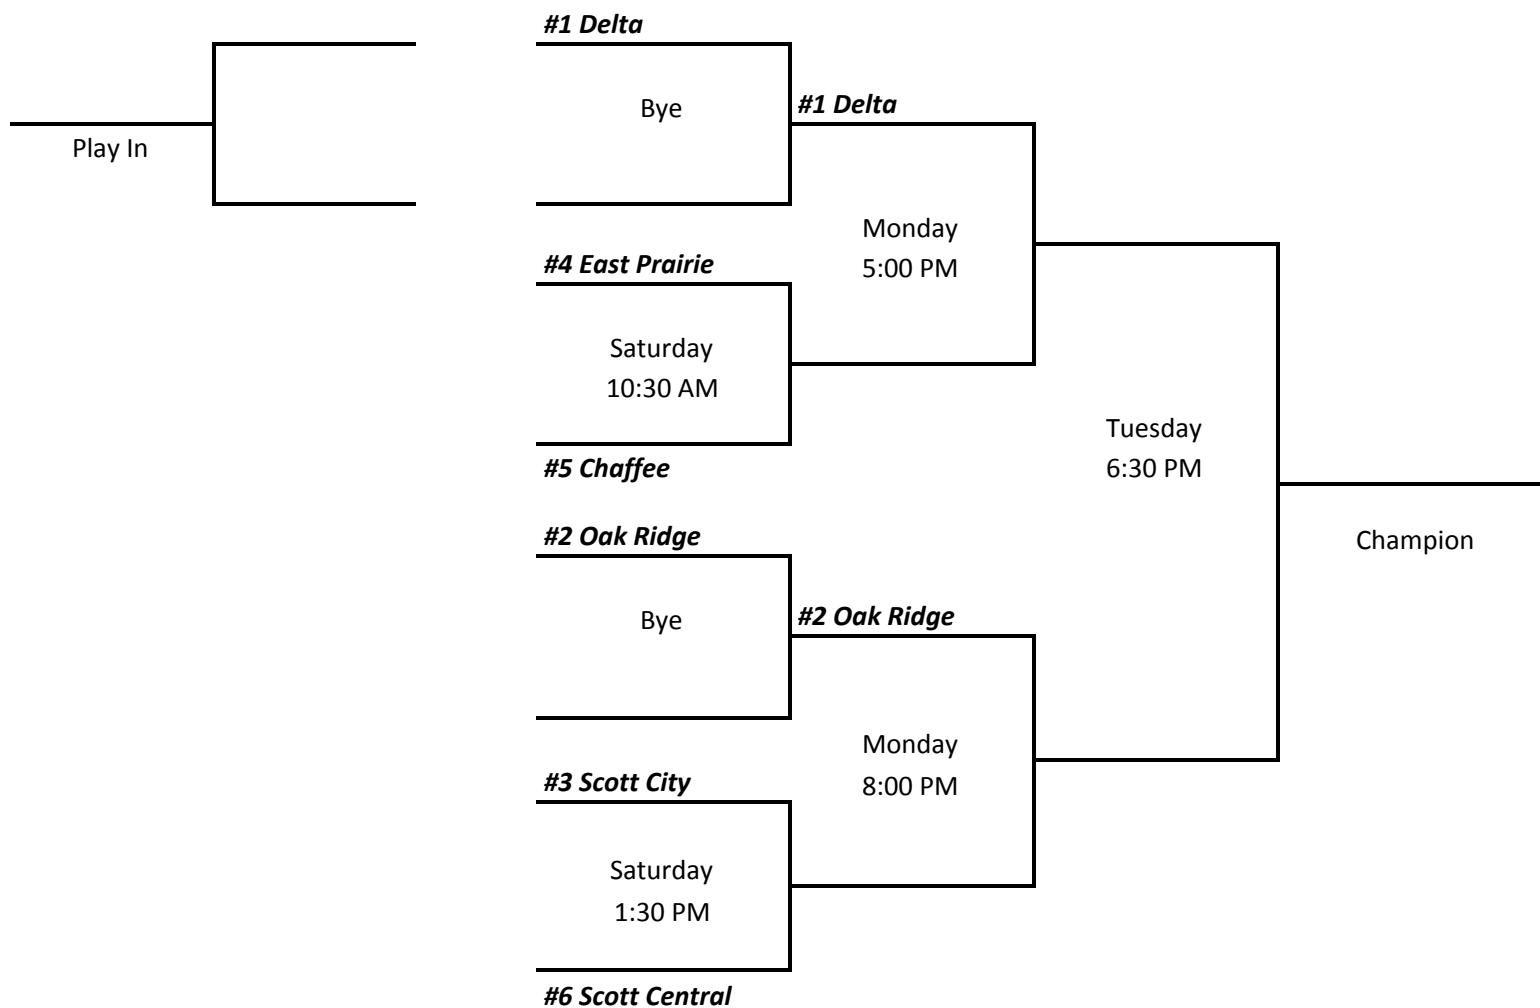 #1 Delta
Bye
#1 Delta
Play In
Monday
5:00 PM
#4 East Prairie
Saturday
10:30 AM
#5 Chaffee
Tuesday
6:30 PM
Champion
#2 Oak Ridge
Bye
#2 Oak Ridge
Monday
8:00 PM
#3 Scott City
Saturday
1:30 PM
#6 Scott Central